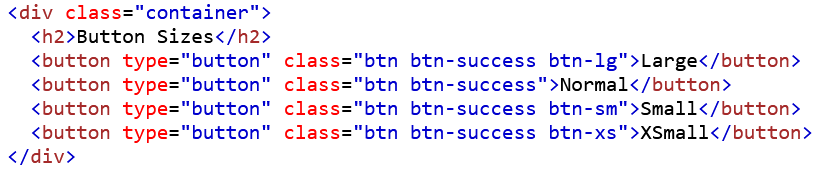 <div class="container">
  <h2>Button Sizes</h2>
  <button type="button" class="btn btn-success btn-lg">Large</button>
  <button type="button" class="btn btn-success">Normal</button>
  <button type="button" class="btn btn-success btn-sm">Small</button>
  <button type="button" class="btn btn-success btn-xs">XSmall</button>
</div>